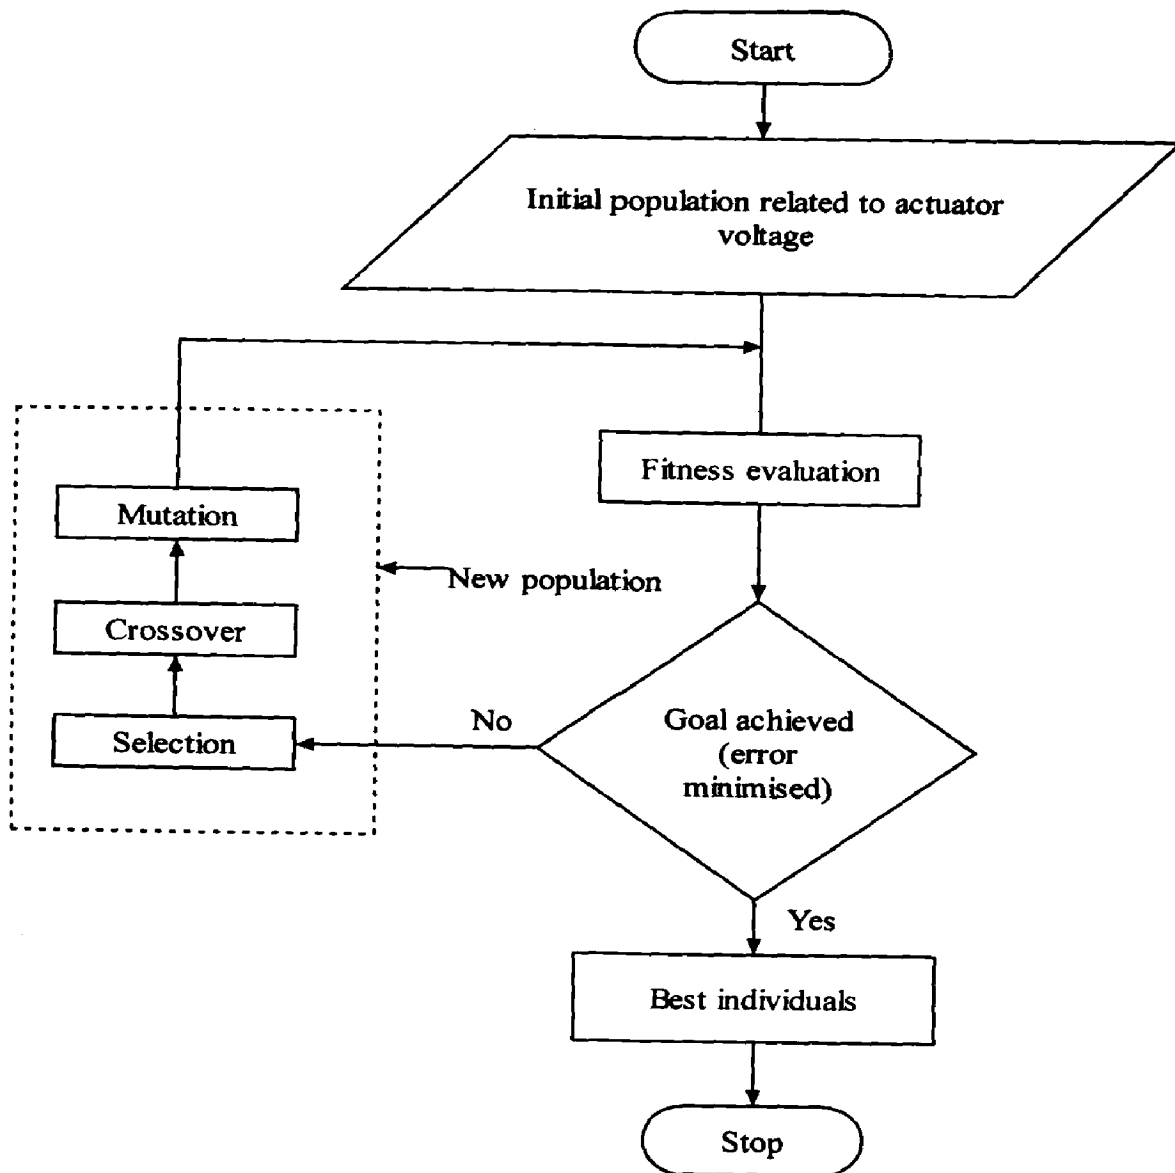 Start
Initial population related to actuator
voltage
Fitness evaluation
Mutation
New population
Crossover
Selection
No
Goal achieved
(error
minimised)
Yes
Best individuals
Stop